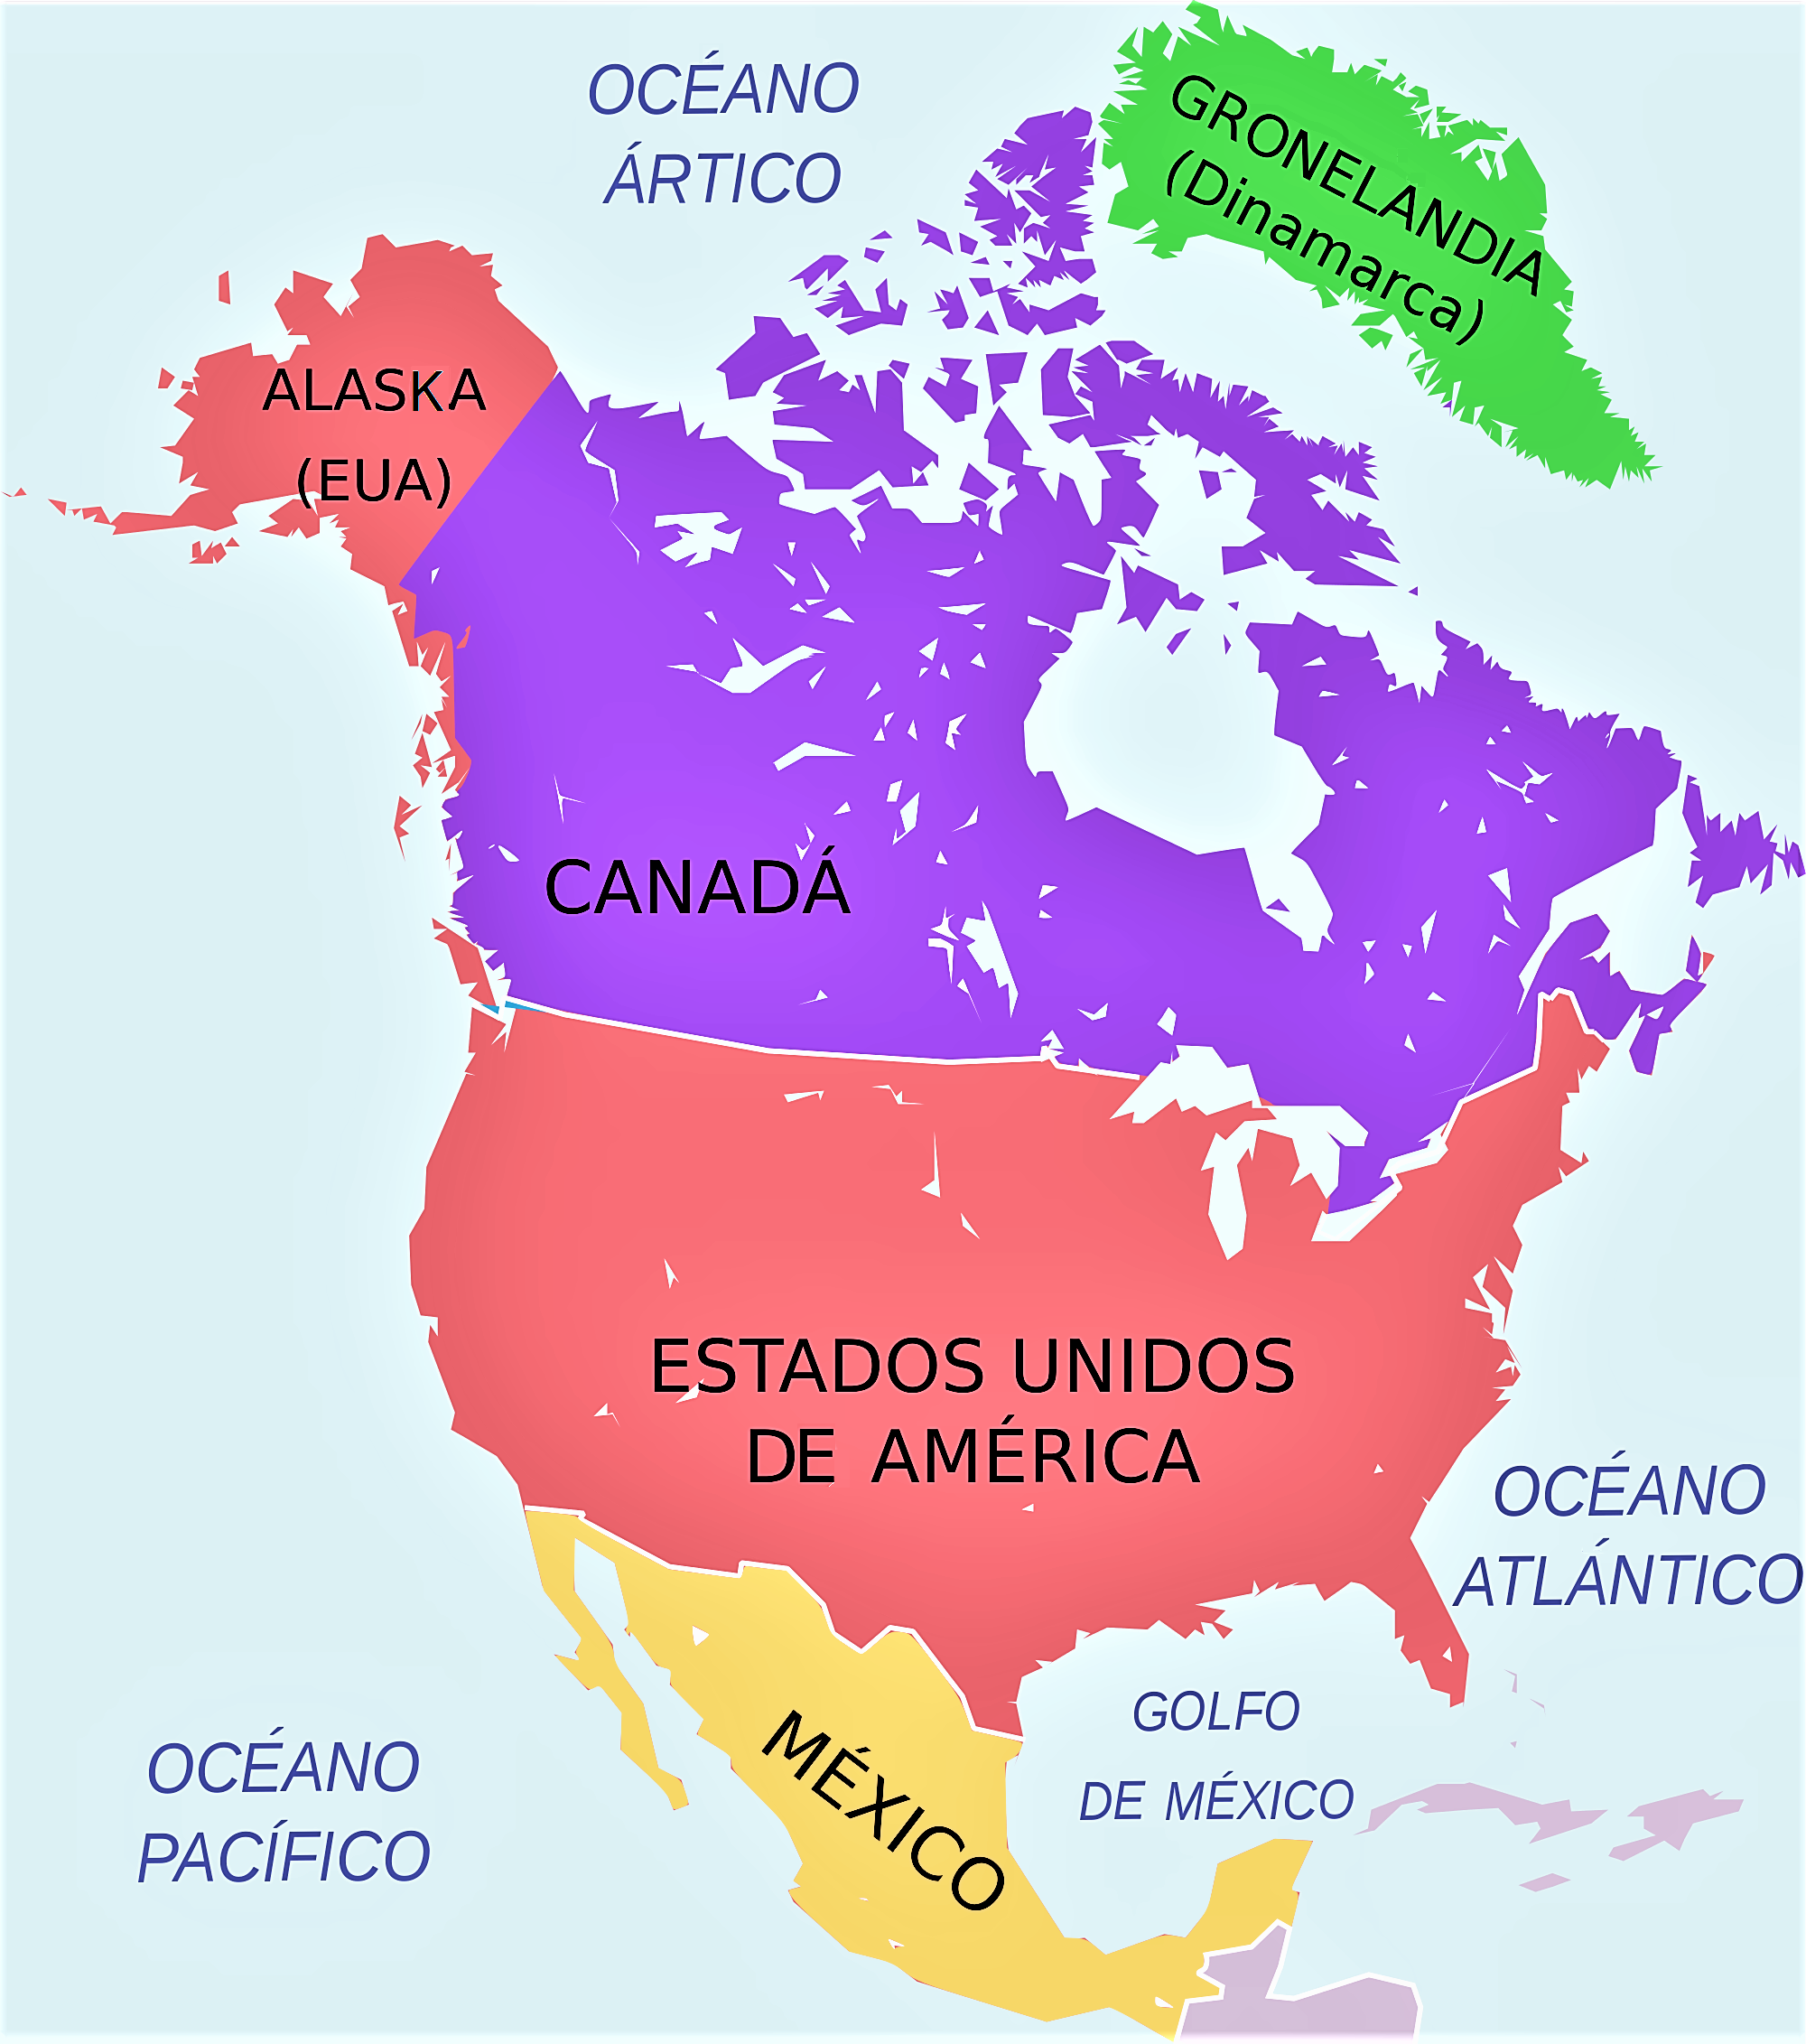 OCÉANO
ÁRTICO
GRONELANDIA
(Dinamarca)
ALASKA
(EUA)
CANADÁ
ESTADOS UNIDOS
DE AMÉRICA
OCÉANO
ATLÁNTICO
GOLFO
DE MÉXICO
MÉXICO
OCÉANO
PACÍFICO